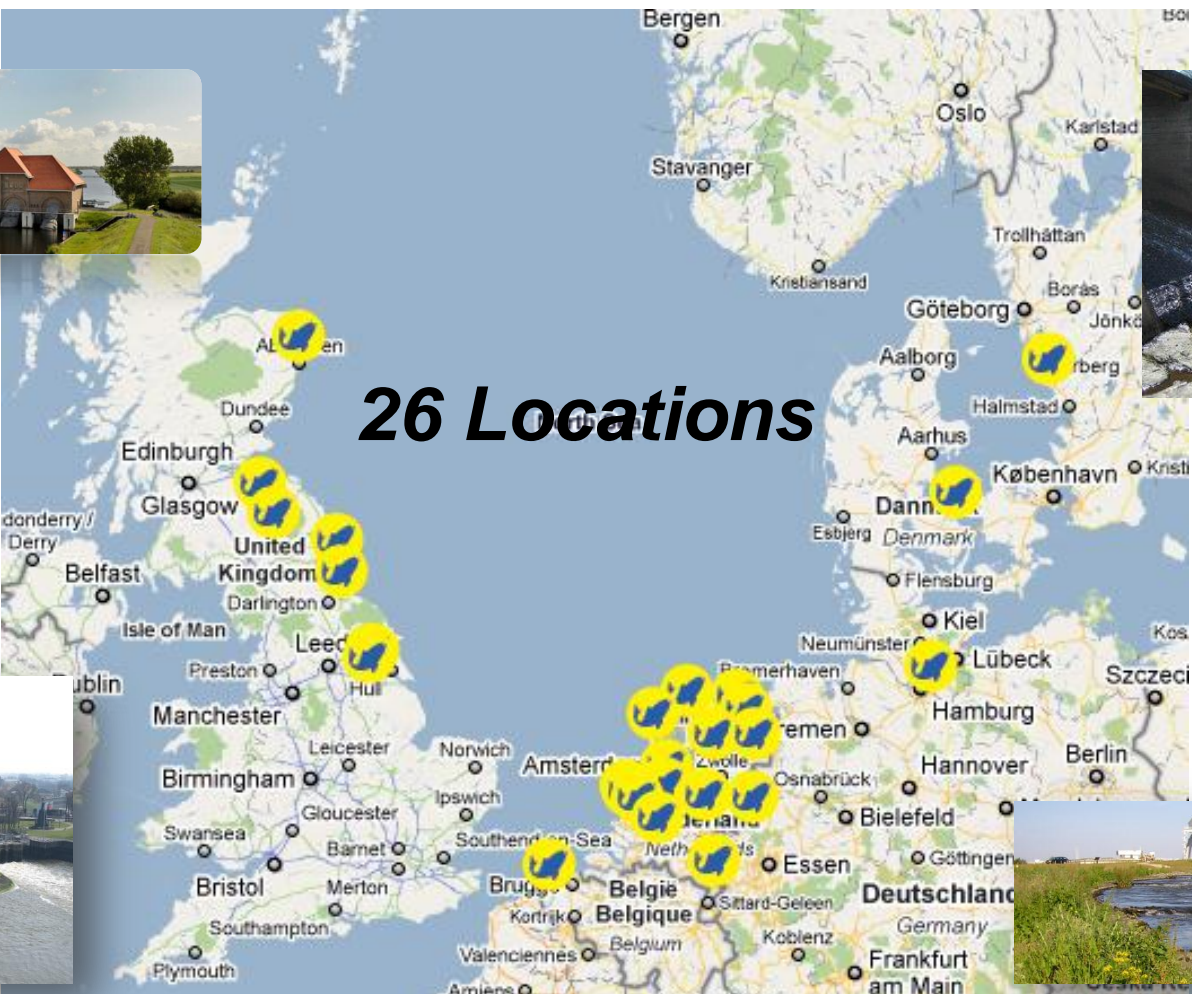 Bergen
Oslo
Karlstad
Stavanger
Trollhättan
Kristiansand
Borås
Göteborg
Aalborg
26 Locations
Halmstad
Dundee
Aarhus
Edinburgh
København
Glasgow
Derry
Esbjerg
Denmark
United
Kingdom
Belfast
Flensburg
Darlington
Kiel
Isle of Man
Neumünster
Lübeck
Preston
Hull
Hamburg
Manchester
Leicester
Norwich
Zwolle
Berlin
Hannover
Birmingham
Osnabrück
Ipswich
Gloucester
Bielefeld
Swansea
Barnet
Essen
Göttingen
Bristol
Merton
België
Belgique
Sittard-Geleen
Deutschland
Kortrijk
Southampton
Belgium
Koblenz
Germany
Valenciennes
Plymouth
Frankfurt
am Main